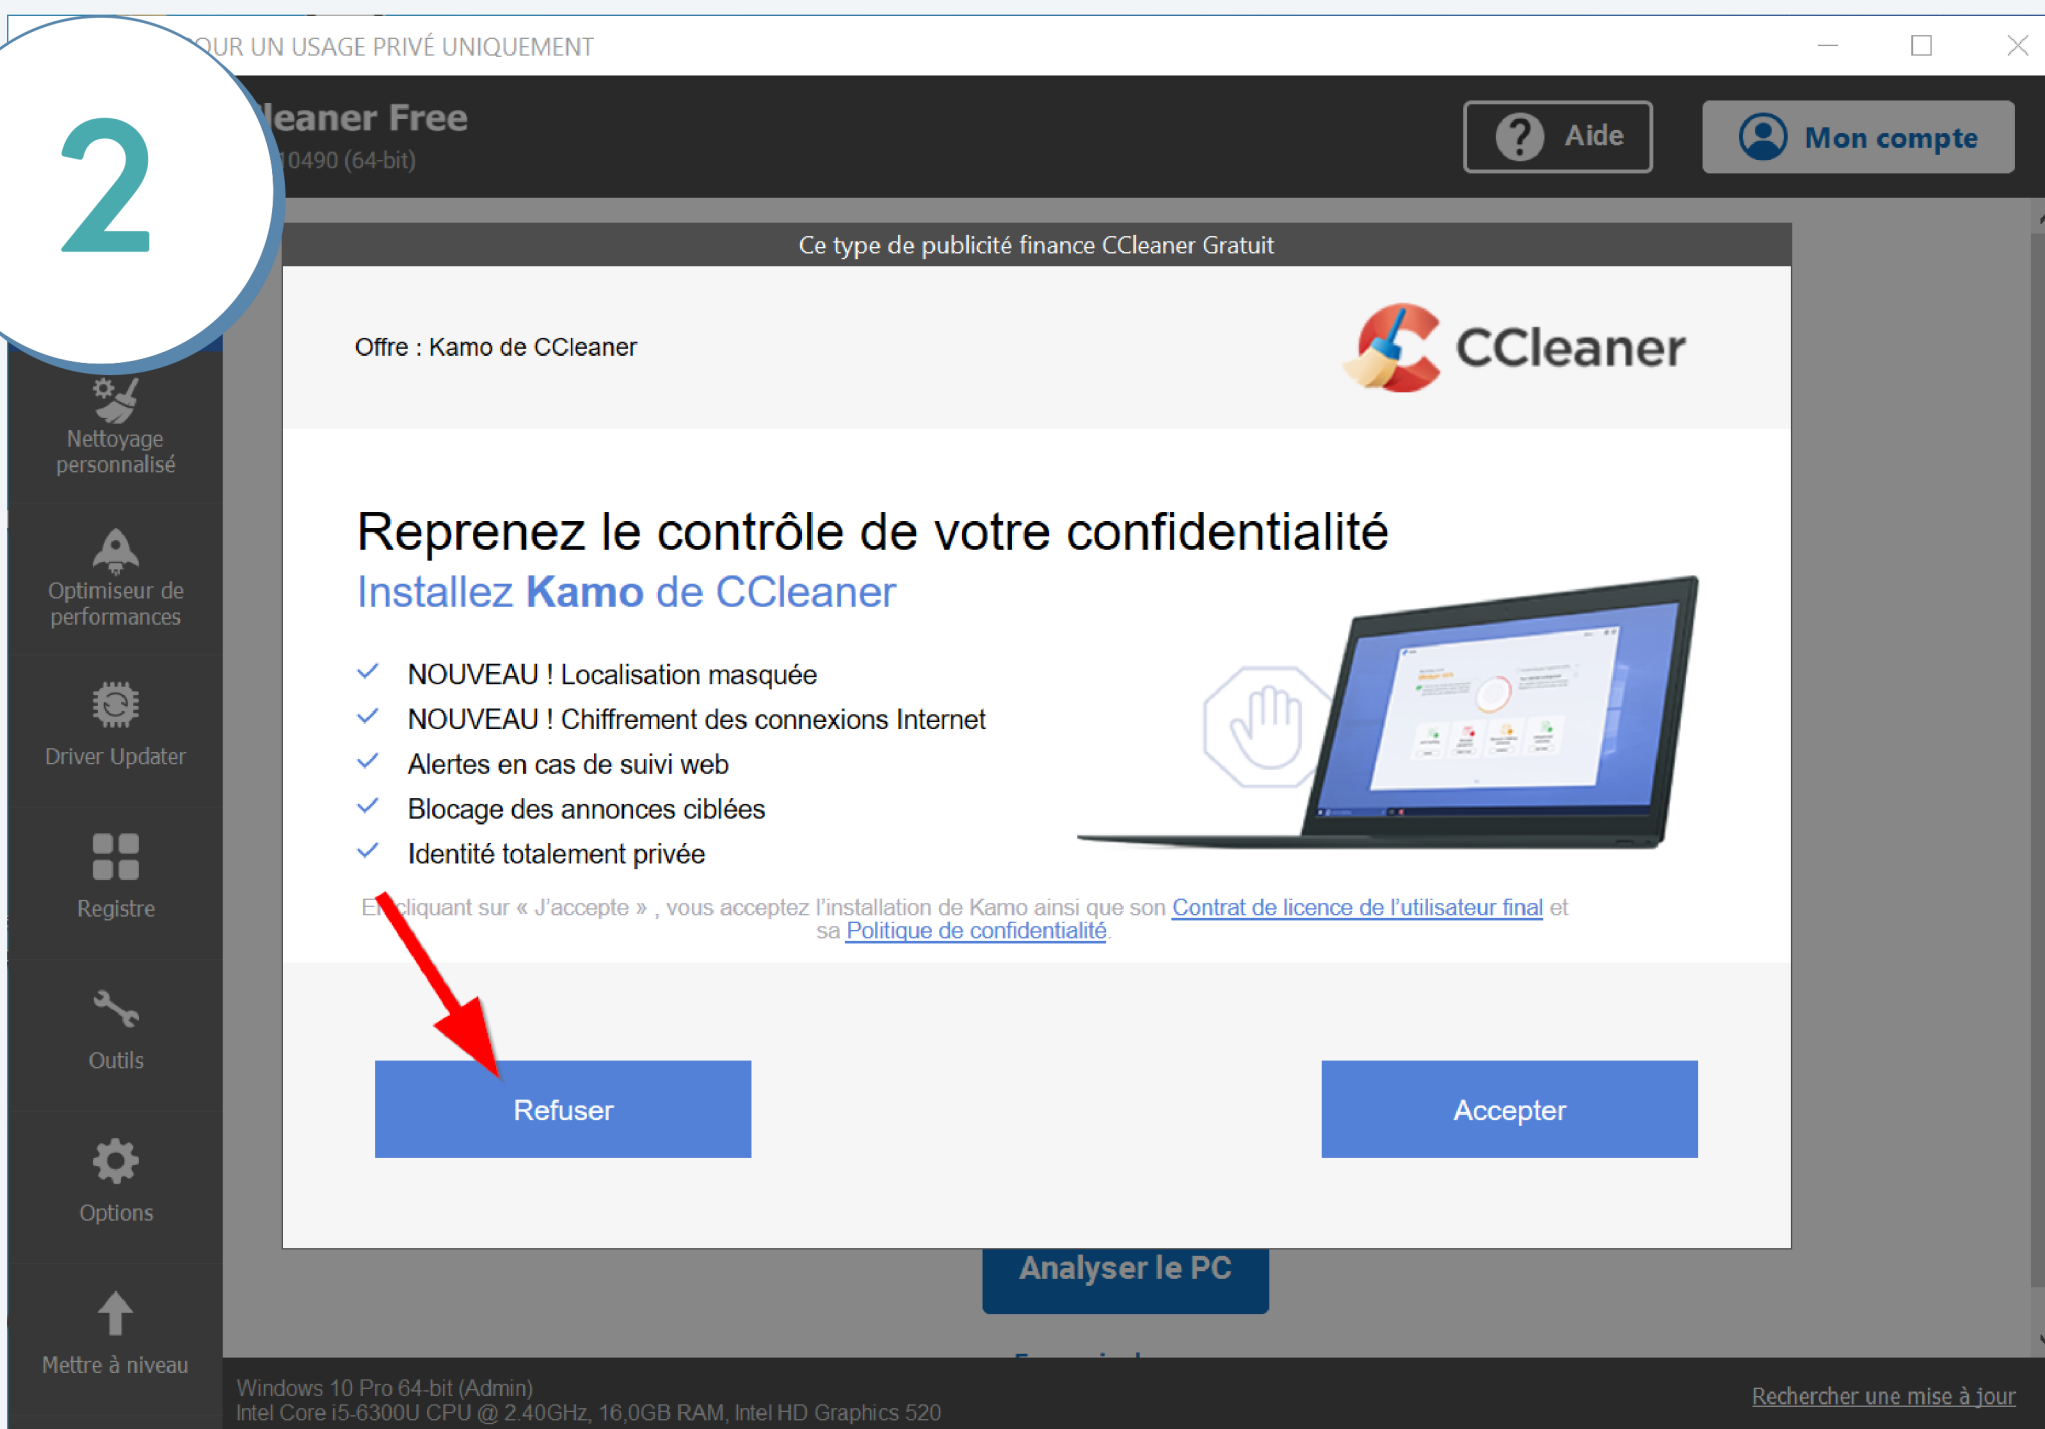 2
OUR UN USAGE PRIVÉ UNIQUEMENT
leaner Free
10490 (64-bit)
Aide
Mon compte
Ce type de publicité finance CCleaner Gratuit
Offre : Kamo de CCleaner
CCleaner
Reprenez le contrôle de votre confidentialité
Installez Kamo de CCleaner
NOUVEAU ! Localisation masquée
NOUVEAU ! Chiffrement des connexions Internet
Alertes en cas de suivi web
Blocage des annonces ciblées
Identité totalement privée
En cliquant sur « J'accepte » , vous acceptez l'installation de Kamo ainsi que son Contrat de licence de l'utilisateur final et
sa Politique de confidentialité.
Refuser
Accepter
Nettoyage
personnalisé
Optimiseur de
performances
Driver Updater
Registre
Outils
Options
Mettre à niveau
Analyser le PC
Windows 10 Pro 64-bit (Admin)
Intel Core i5-6300U CPU @ 2.40GHz, 16,0GB RAM, Intel HD Graphics 520
Rechercher une mise à jour